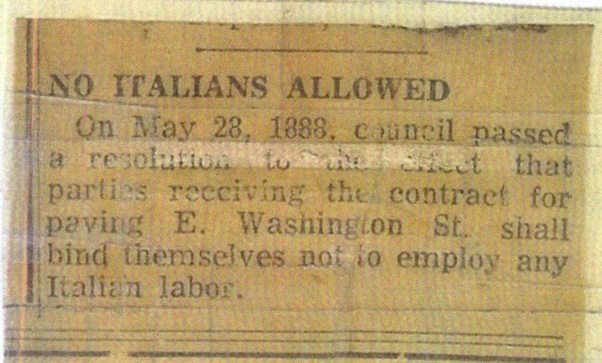 NO ITALIANS ALLOWED
On May 28, 1888, council passed
a resolution to the effect that
parties receiving the contract for
paving E. Washington St. shall
bind themselves not to employ any
Italian labor.